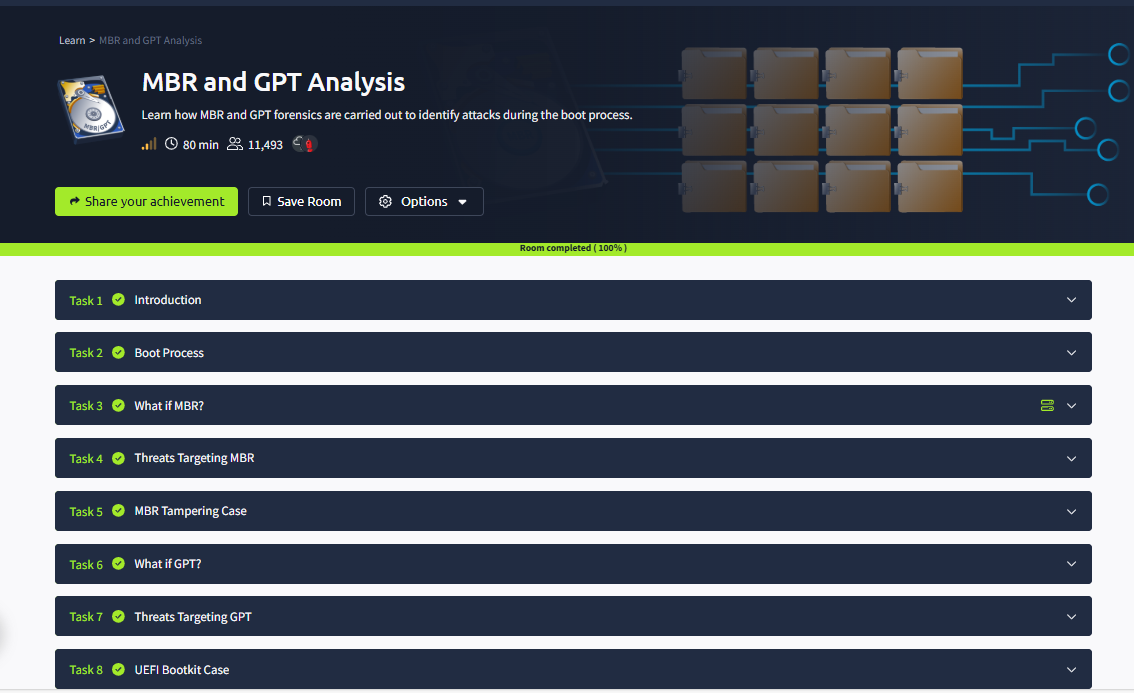 Learn > MBR and GPT Analysis
MBR/GPT
MBR and GPT Analysis
Learn how MBR and GPT forensics are carried out to identify attacks during the boot process.
80 min 11,493
Share your achievement Save Room Options
Room completed ( 100% )
Task 1 Introduction
Task 2 Boot Process
Task 3 What if MBR?
Task 4 Threats Targeting MBR
Task 5 MBR Tampering Case
Task 6 What if GPT?
Task 7 Threats Targeting GPT
Task 8 UEFI Bootkit Case